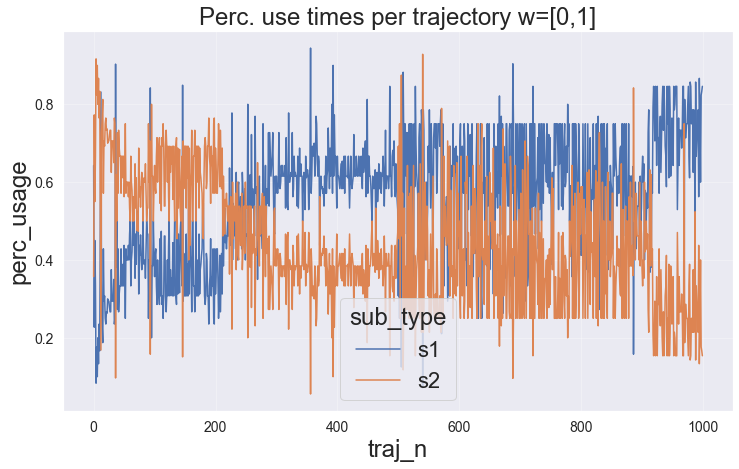 Perc. use times per trajectory w=[0,1]
perc_usage
0.8
0.6
0.4
0.2
sub_type
s1
s2
0 200 400 600 800 1000
traj_n